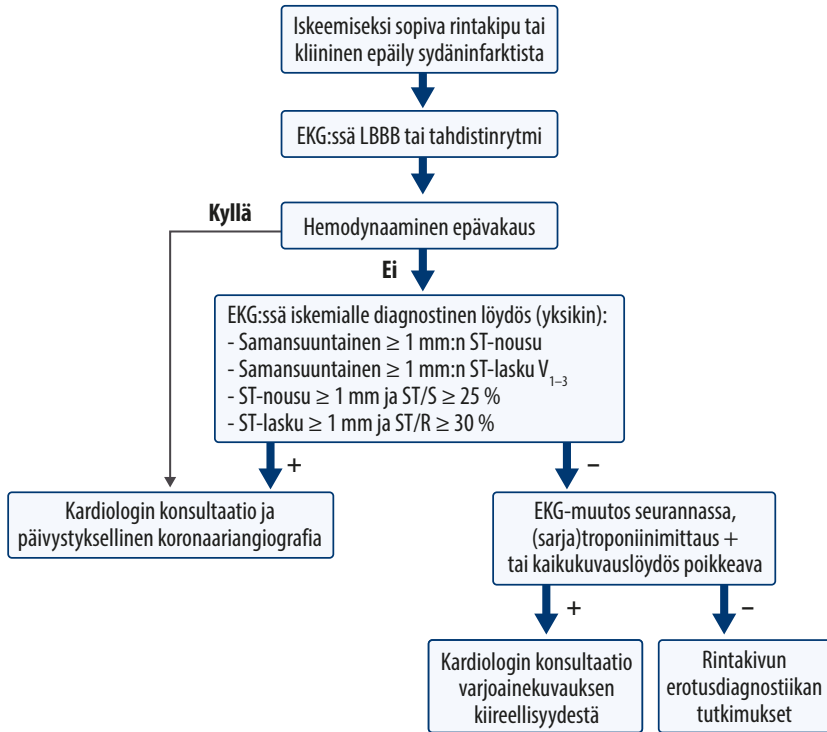 Iskeemiseksi sopiva rintakipu tai
kliininen epäily sydäninfarktista
EKG:ssä LBBB tai tahdistinrytmi
Kyllä
Hemodynaaminen epävakaus
Ei
EKG:ssä iskemialle diagnostinen löydös (yksikin):
- Samansuuntainen ≥ 1 mm:n ST-nousu
- Samansuuntainen ≥ 1 mm:n ST-lasku V1–3
- ST-nousu ≥ 1 mm ja ST/S ≥ 25 %
- ST-lasku ≥ 1 mm ja ST/R ≥ 30 %
+
–
Kardiologin konsultaatio ja
päivystyksellinen koronaariangiografia
EKG-muutos seurannassa,
(sarja)troponiinimittaus +
tai kaikukuvauslöydös poikkeava
+
–
Kardiologin konsultaatio
varjoainekuvauksen
kiireellisyydestä
Rintakivun
erotusdiagnostiikan
tutkimukset